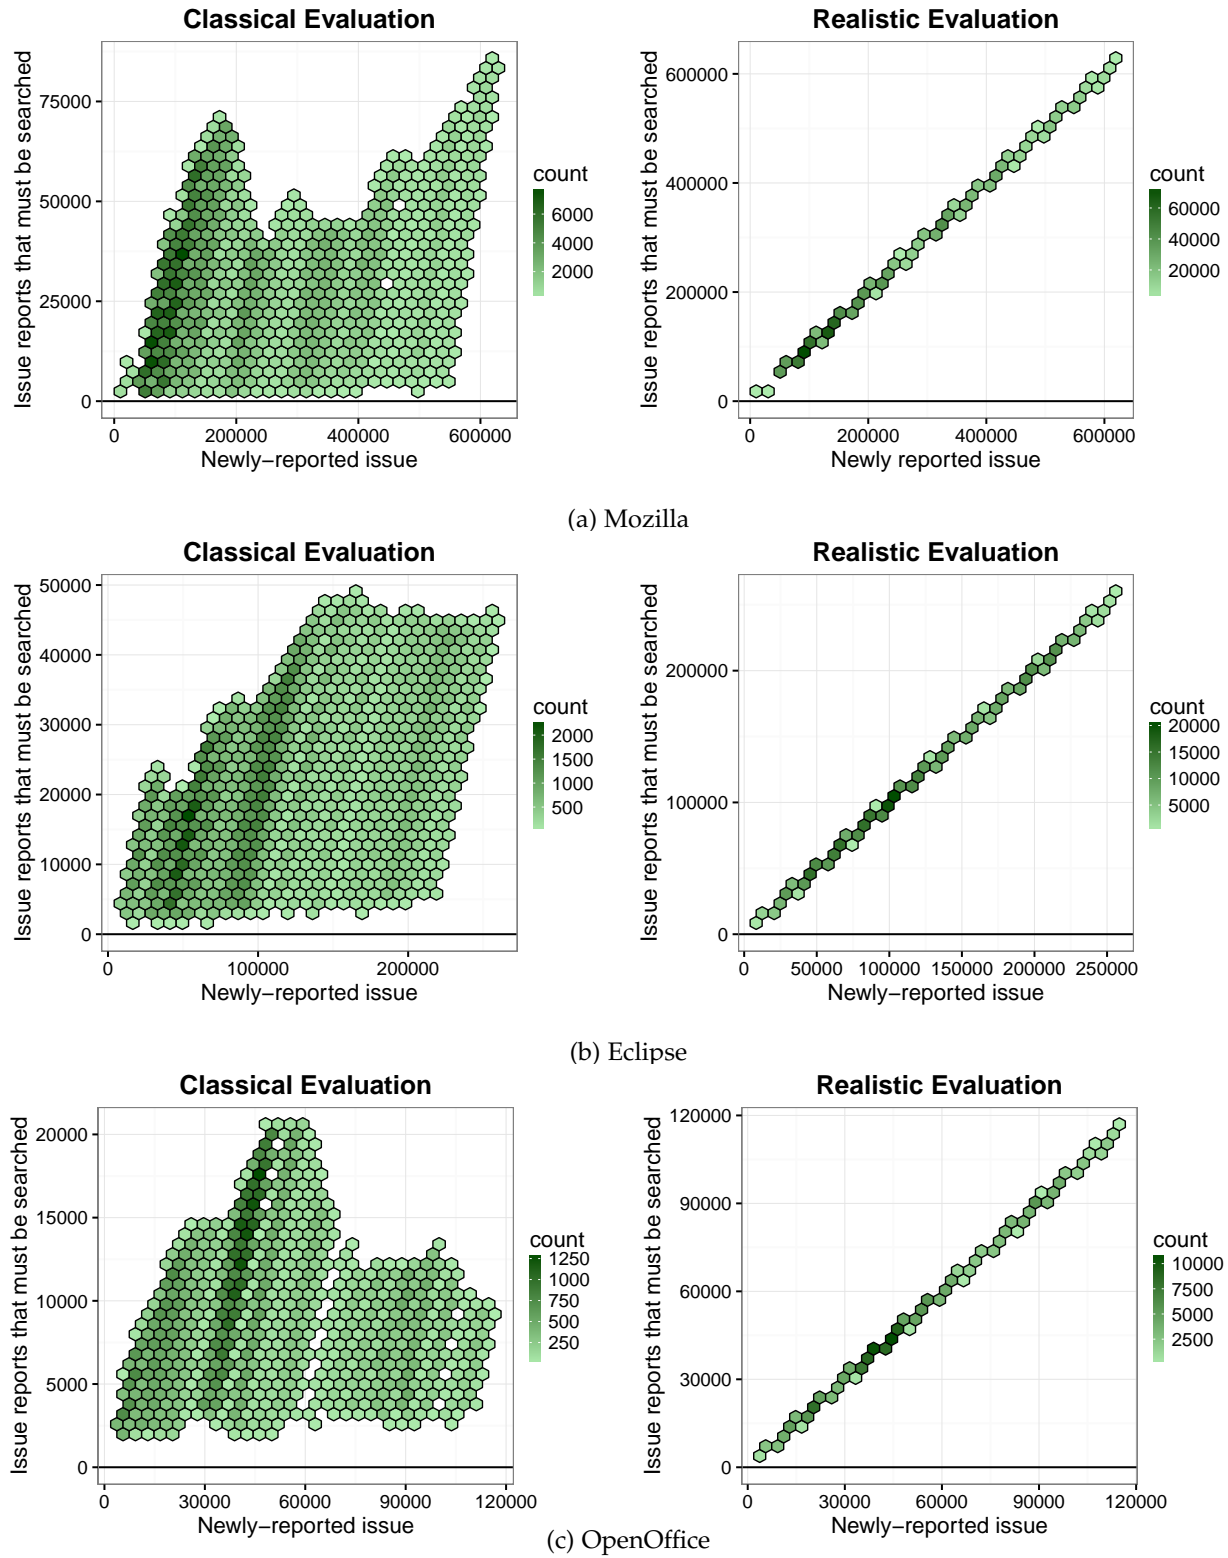 Classical Evaluation
Issue reports that must be searched
75000
50000
25000
0
0 200000 400000 600000
Newly−reported issue
count
6000
4000
2000
Realistic Evaluation
Issue reports that must be searched
600000
400000
200000
0
0 200000 400000 600000
Newly reported issue
count
60000
40000
20000
(a) Mozilla
Classical Evaluation
Issue reports that must be searched
50000
40000
30000
20000
10000
0
0 100000 200000
Newly−reported issue
count
2000
1500
1000
500
Realistic Evaluation
Issue reports that must be searched
200000
100000
0
0 50000 100000 150000 200000 250000
Newly−reported issue
count
20000
15000
10000
5000
(b) Eclipse
Classical Evaluation
Issue reports that must be searched
20000
15000
10000
5000
0
0 30000 60000 90000 120000
Newly−reported issue
count
1250
1000
750
500
250
Realistic Evaluation
Issue reports that must be searched
120000
90000
60000
30000
0
0 30000 60000 90000 120000
Newly−reported issue
count
10000
7500
5000
2500
(c) OpenOffice